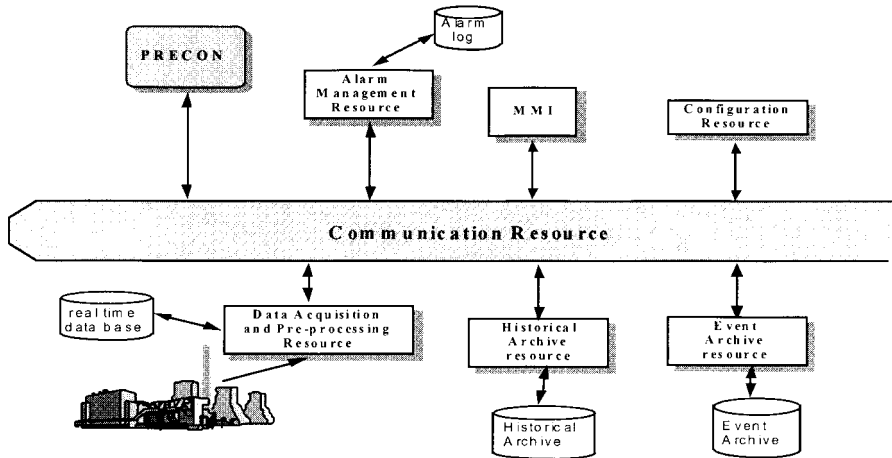 Alarm
log
PRECON
Alarm
Management
Resource
MMI
Configuration
Resource
Communication Resource
real time
data base
Data Acquisition
and Pre-processing
Resource
Historical
Archive
resource
Event
Archive
resource
Historical
Archive
Event
Archive